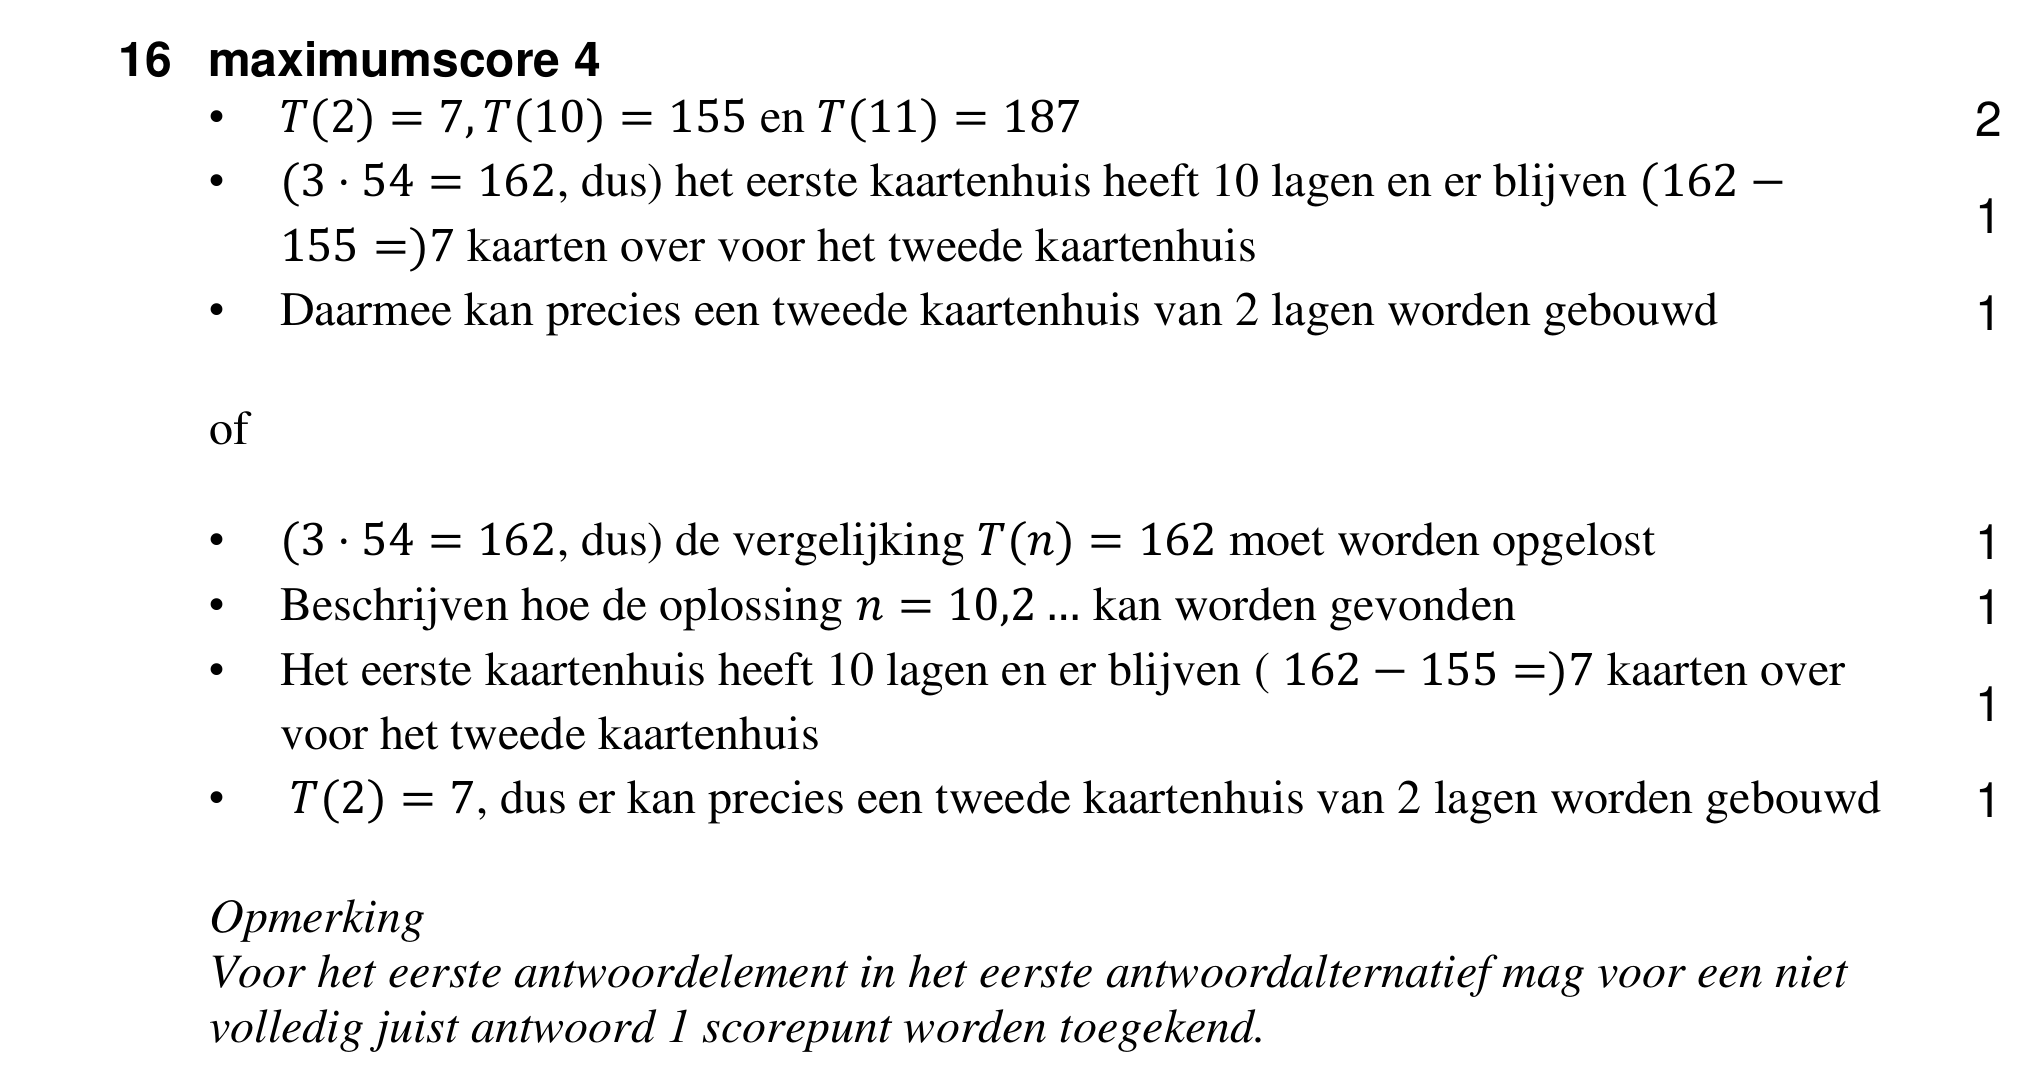 16 maximumscore 4
• T(2) = 7, T(10) = 155 en T(11) = 187 2
• (3 · 54 = 162, dus) het eerste kaartenhuis heeft 10 lagen en er blijven (162 −
155 =)7 kaarten over voor het tweede kaartenhuis 1
• Daarmee kan precies een tweede kaartenhuis van 2 lagen worden gebouwd 1
of
• (3 · 54 = 162, dus) de vergelijking T(n) = 162 moet worden opgelost 1
• Beschrijven hoe de oplossing n = 10,2 ... kan worden gevonden 1
• Het eerste kaartenhuis heeft 10 lagen en er blijven ( 162 − 155 =)7 kaarten over
voor het tweede kaartenhuis 1
• T(2) = 7, dus er kan precies een tweede kaartenhuis van 2 lagen worden gebouwd 1
Opmerking
Voor het eerste antwoordelement in het eerste antwoordalternatief mag voor een niet
volledig juist antwoord 1 scorepunt worden toegekend.